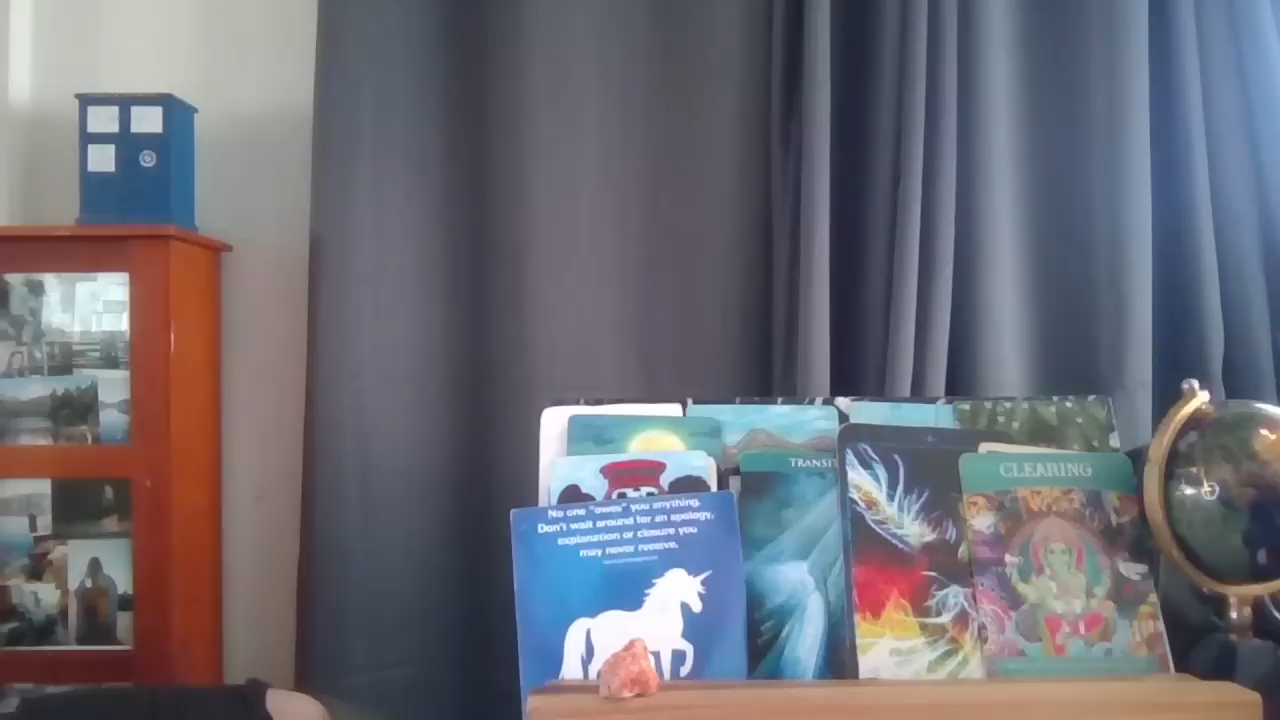 No one "owes" you anything.
Don't wait around for an apology,
explanation or closure you
may never receive.
TRANSIT
CLEARING